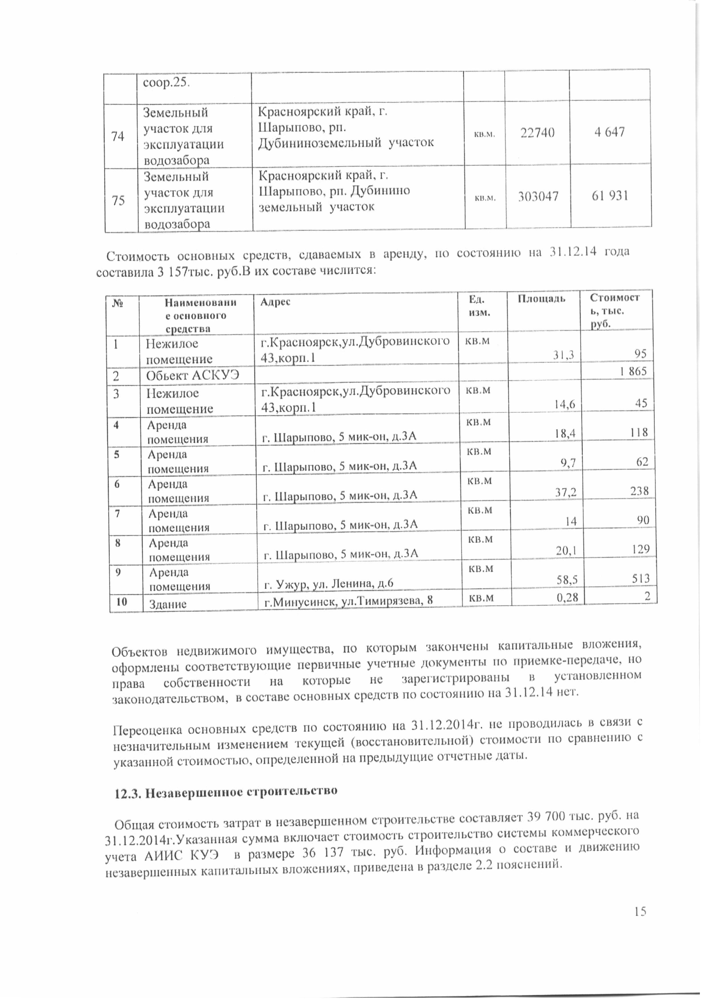 соор.25.
74 Земельный участок для эксплуатации водозабора Красноярский край, г. Шарыпово, рп. Дубининоземельный участок кв.м. 22740 4 647
75 Земельный участок для эксплуатации водозабора Красноярский край, г. Шарыпово, рп. Дубинино земельный участок кв.м. 303047 61 931
Стоимость основных средств, сдаваемых в аренду, по состоянию на 31.12.14 года
составила 3 157тыс. руб.В их составе числится:
№ Наименовани е основного средства Адрес Ед. изм. Площадь Стоимост ь, тыс. руб.
1 Нежилое помещение г.Красноярск,ул.Дубровинского 43,корп.1 кв.м 31,3 95
2 Обьект АСКУЭ 1 865
3 Нежилое помещение г.Красноярск,ул.Дубровинского 43,корп.1 кв.м 14,6 45
4 Аренда помещения г. Шарыпово, 5 мик-он, д.3А кв.м 18,4 118
5 Аренда помещения г. Шарыпово, 5 мик-он, д.3А кв.м 9,7 62
6 Аренда помещения г. Шарыпово, 5 мик-он, д.3А кв.м 37,2 238
7 Аренда помещения г. Шарыпово, 5 мик-он, д.3А кв.м 14 90
8 Аренда помещения г. Шарыпово, 5 мик-он, д.3А кв.м 20,1 129
9 Аренда помещения г. Ужур, ул. Ленина, д.6 кв.м 58,5 513
10 Здание г.Минусинск, ул.Тимирязева, 8 кв.м 0,28 2
Объектов недвижимого имущества, по которым закончены капитальные вложения,
оформлены соответствующие первичные учетные документы по приемке-передаче, но
права собственности на которые не зарегистрированы в установленном
законодательством, в составе основных средств по состоянию на 31.12.14 нет.
Переоценка основных средств по состоянию на 31.12.2014г. не проводилась в связи с
незначительным изменением текущей (восстановительной) стоимости по сравнению с
указанной стоимостью, определенной на предыдущие отчетные даты.
12.3. Незавершенное строительство
Общая стоимость затрат в незавершенном строительстве составляет 39 700 тыс. руб. на
31.12.2014г.Указанная сумма включает стоимость строительство системы коммерческого
учета АИИС КУЭ в размере 36 137 тыс. руб. Информация о составе и движению
незавершенных капитальных вложениях, приведена в разделе 2.2 пояснений.
15